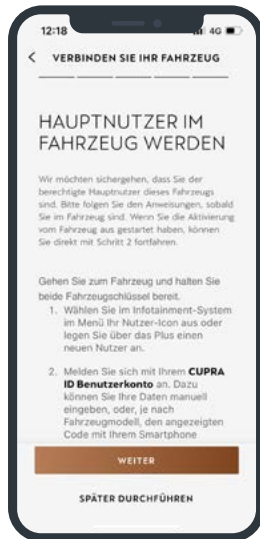 12:18
4G
VERBINDEN SIE IHR FAHRZEUG
HAUPTNUTZER IM
FAHRZEUG WERDEN
Wir möchten sichergehen, dass Sie der
berechtigte Hauptnutzer dieses Fahrzeugs
sind. Bitte folgen Sie den Anweisungen, sobald
Sie im Fahrzeug sind. Wenn Sie die Aktivierung
vom Fahrzeug aus gestartet haben, können
Sie direkt mit Schritt 2 fortfahren.
Gehen Sie zum Fahrzeug und halten Sie
beide Fahrzeugschlüssel bereit.
1. Wählen Sie im Infotainment-System
im Menü Ihr Nutzer-Icon aus oder
legen Sie über das Plus einen
neuen Nutzer an.
2. Melden Sie sich mit Ihrem CUPRA
ID Benutzerkonto an. Dazu
können Sie Ihre Daten manuell
eingeben, oder, je nach
Fahrzeugmodell, den angezeigten
Code mit Ihrem Smartphone
WEITER
SPÄTER DURCHFÜHREN